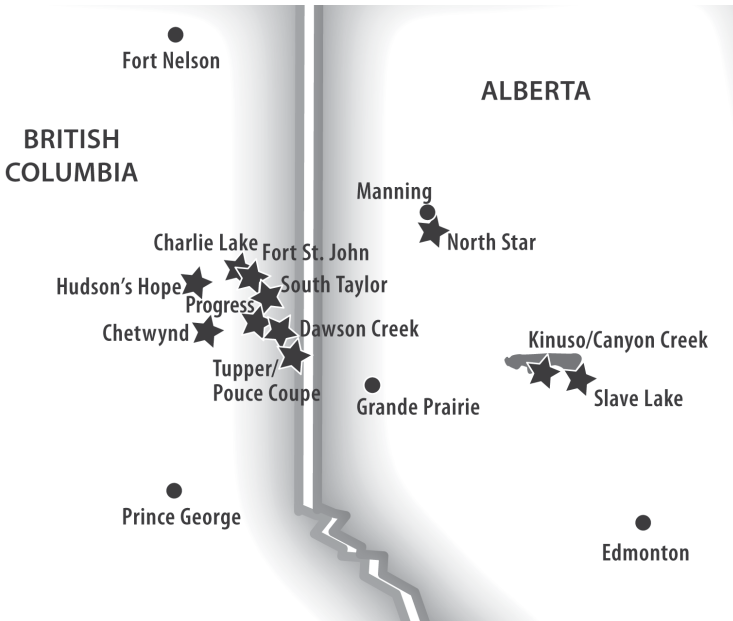 Fort Nelson
ALBERTA
BRITISH
COLUMBIA
Manning
North Star
Charlie Lake
Fort St. John
Hudson's Hope
South Taylor
Progress
Chetwynd
Dawson Creek
Kinuso/Canyon Creek
Tupper/
Pouce Coupe
Slave Lake
Grande Prairie
Prince George
Edmonton